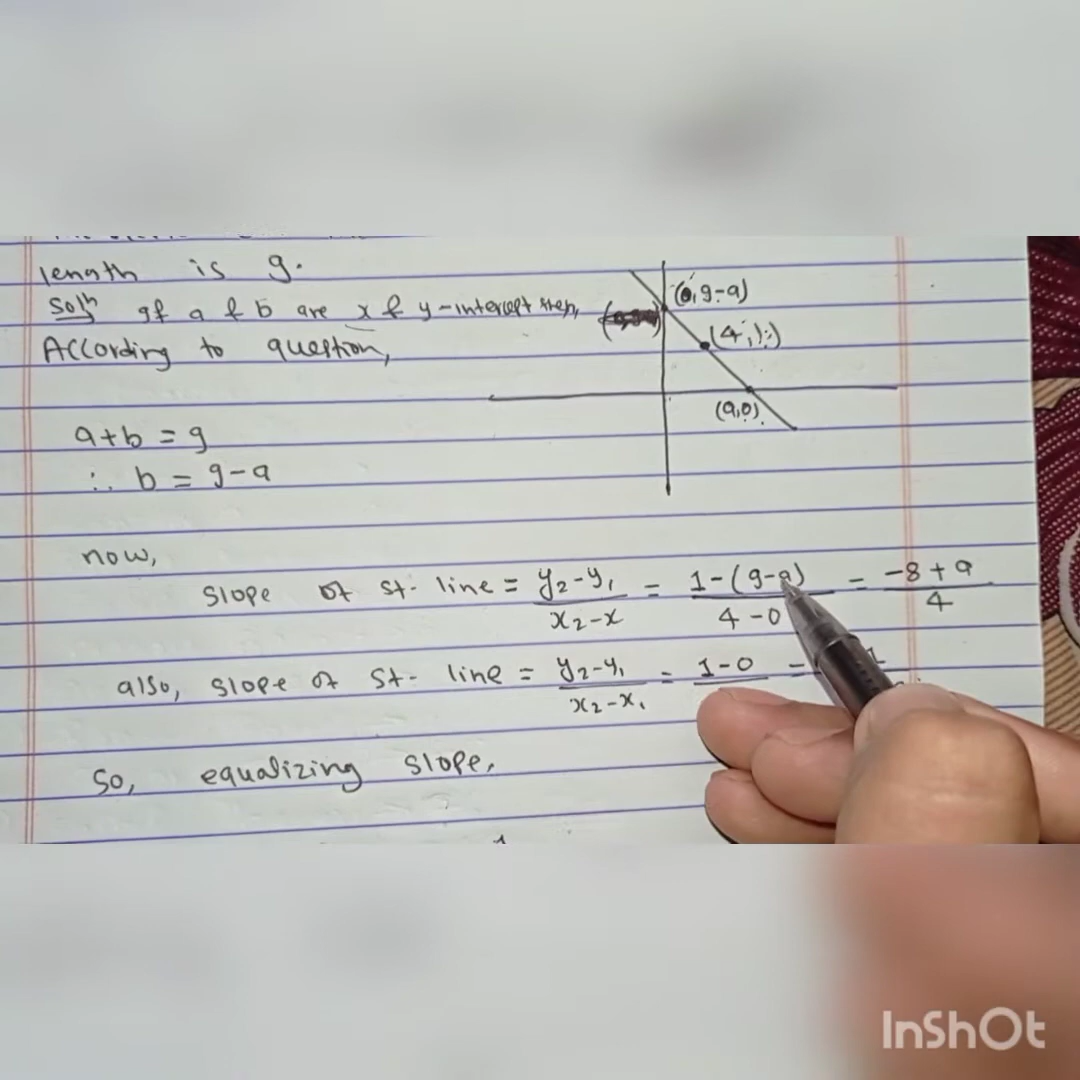 length is 9.
Soln If a & b are x & y-intercept then,
According to question,
(0, 9-a)
(4,1)
(a,0)
a+b = 9
∴ b = 9-a
now,
slope of st. line = y₂-y₁/x₂-x = 1-(9-a)/4-0 = -8+a/4
also, slope of st- line = y₂-y₁/x₂-x₁ = 1-0 =
So, equalizing slope,
InShOt